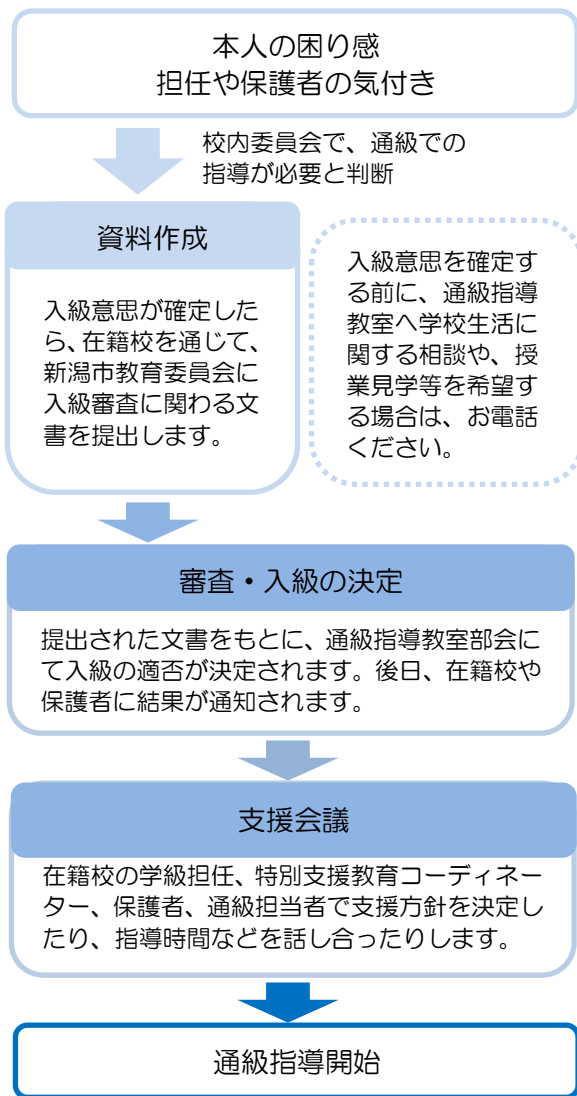 本人の困り感
担任や保護者の気付き
校内委員会で、通級での
指導が必要と判断
資料作成
入級意思が確定した
ら、在籍校を通じて、
新潟市教育委員会に
入級審査に関わる文
書を提出します。
入級意思を確定す
る前に、通級指導
教室へ学校生活に
関する相談や、授
業見学等を希望す
る場合は、お電話
ください。
審査・入級の決定
提出された文書をもとに、通級指導教室部会に
て入級の適否が決定されます。後日、在籍校や
保護者に結果が通知されます。
支援会議
在籍校の学級担任、特別支援教育コーディネー
ター、保護者、通級担当者で支援方針を決定し
たり、指導時間などを話し合ったりします。
通級指導開始